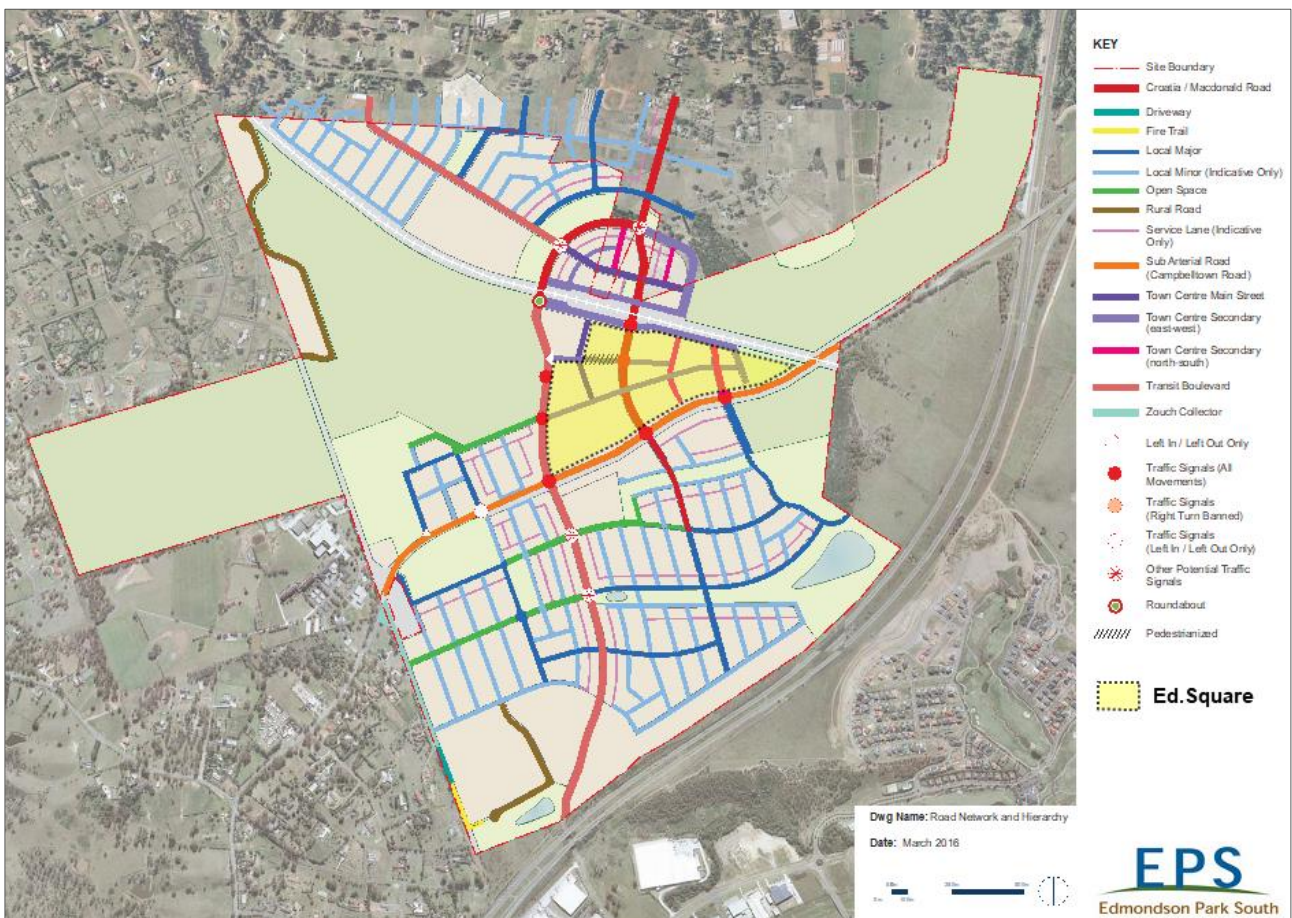 KEY
Site Boundary
Croatia / Macdonald Road
Driveway
Fire Trail
Local Major
Local Minor (Indicative Only)
Open Space
Rural Road
Service Lane (Indicative
Only)
Sub Arterial Road
(Campbelltown Road)
Town Centre Main Street
Town Centre Secondary
(east-west)
Town Centre Secondary
(north-south)
Transit Boulevard
Zouch Collector
Left In / Left Out Only
Traffic Signals (All
Movements)
Traffic Signals
(Right Turn Banned)
Traffic Signals
(Left In / Left Out Only)
Other Potential Traffic
Signals
Roundabout
Pedestrianized
Ed.Square
Dwg Name: Road Network and Hierarchy
Date: March 2016
EPS
Edmondson Park South